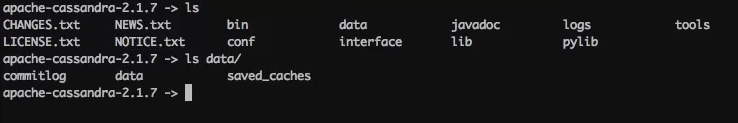 apache-cassandra-2.1.7 -> ls
CHANGES.txt NEWS.txt bin data javadoc logs tools
LICENSE.txt NOTICE.txt conf interface lib pylib
apache-cassandra-2.1.7 -> ls data/
commitlog data saved_caches
apache-cassandra-2.1.7 ->